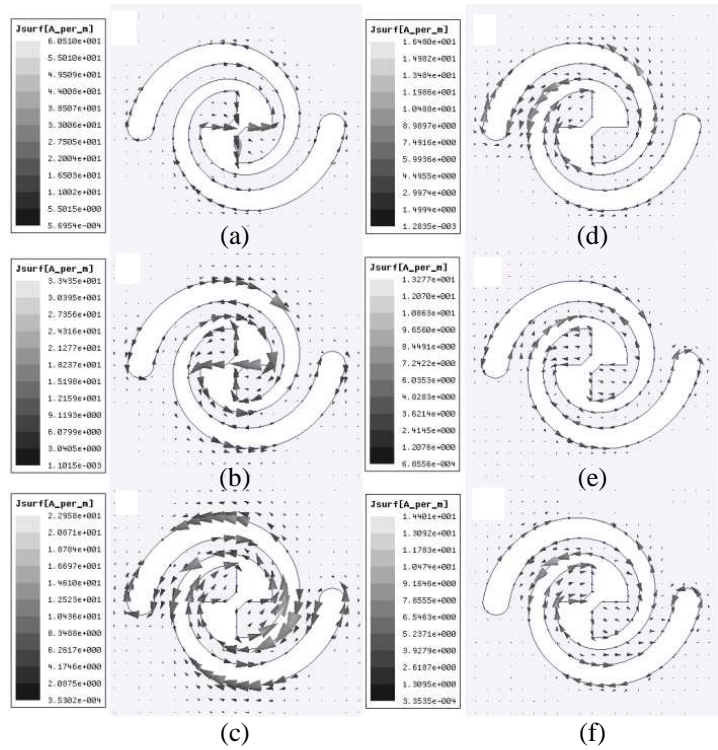 Jsurf[A_per_m]
6.0510e+001
5.5010e+001
4.9509e+001
4.4008e+001
3.8507e+001
3.3006e+001
2.7505e+001
2.2004e+001
1.6503e+001
1.1002e+001
5.5015e+000
5.6954e-004
(a)
Jsurf[A_per_m]
1.6480e+001
1.4982e+001
1.3484e+001
1.1986e+001
1.0488e+001
8.9897e+000
7.4916e+000
5.9936e+000
4.4955e+000
2.9974e+000
1.4994e+000
1.2835e-003
(d)
Jsurf[A_per_m]
3.3435e+001
3.0395e+001
2.7356e+001
2.4316e+001
2.1277e+001
1.8237e+001
1.5198e+001
1.2159e+001
9.1193e+000
6.0799e+000
3.0405e+000
1.1015e-003
(b)
Jsurf[A_per_m]
1.3277e+001
1.2070e+001
1.0863e+001
9.6560e+000
8.4491e+000
7.2422e+000
6.0353e+000
4.8283e+000
3.6214e+000
2.4145e+000
1.2076e+000
6.8556e-004
(e)
Jsurf[A_per_m]
2.2958e+001
2.0871e+001
1.8784e+001
1.6697e+001
1.4610e+001
1.2523e+001
1.0436e+001
8.3488e+000
6.2617e+000
4.1746e+000
2.0875e+000
3.5302e-004
(c)
Jsurf[A_per_m]
1.4401e+001
1.3092e+001
1.1783e+001
1.0474e+001
9.1646e+000
7.8555e+000
6.5463e+000
5.2371e+000
3.9279e+000
2.6187e+000
1.3095e+000
3.3535e-004
(f)